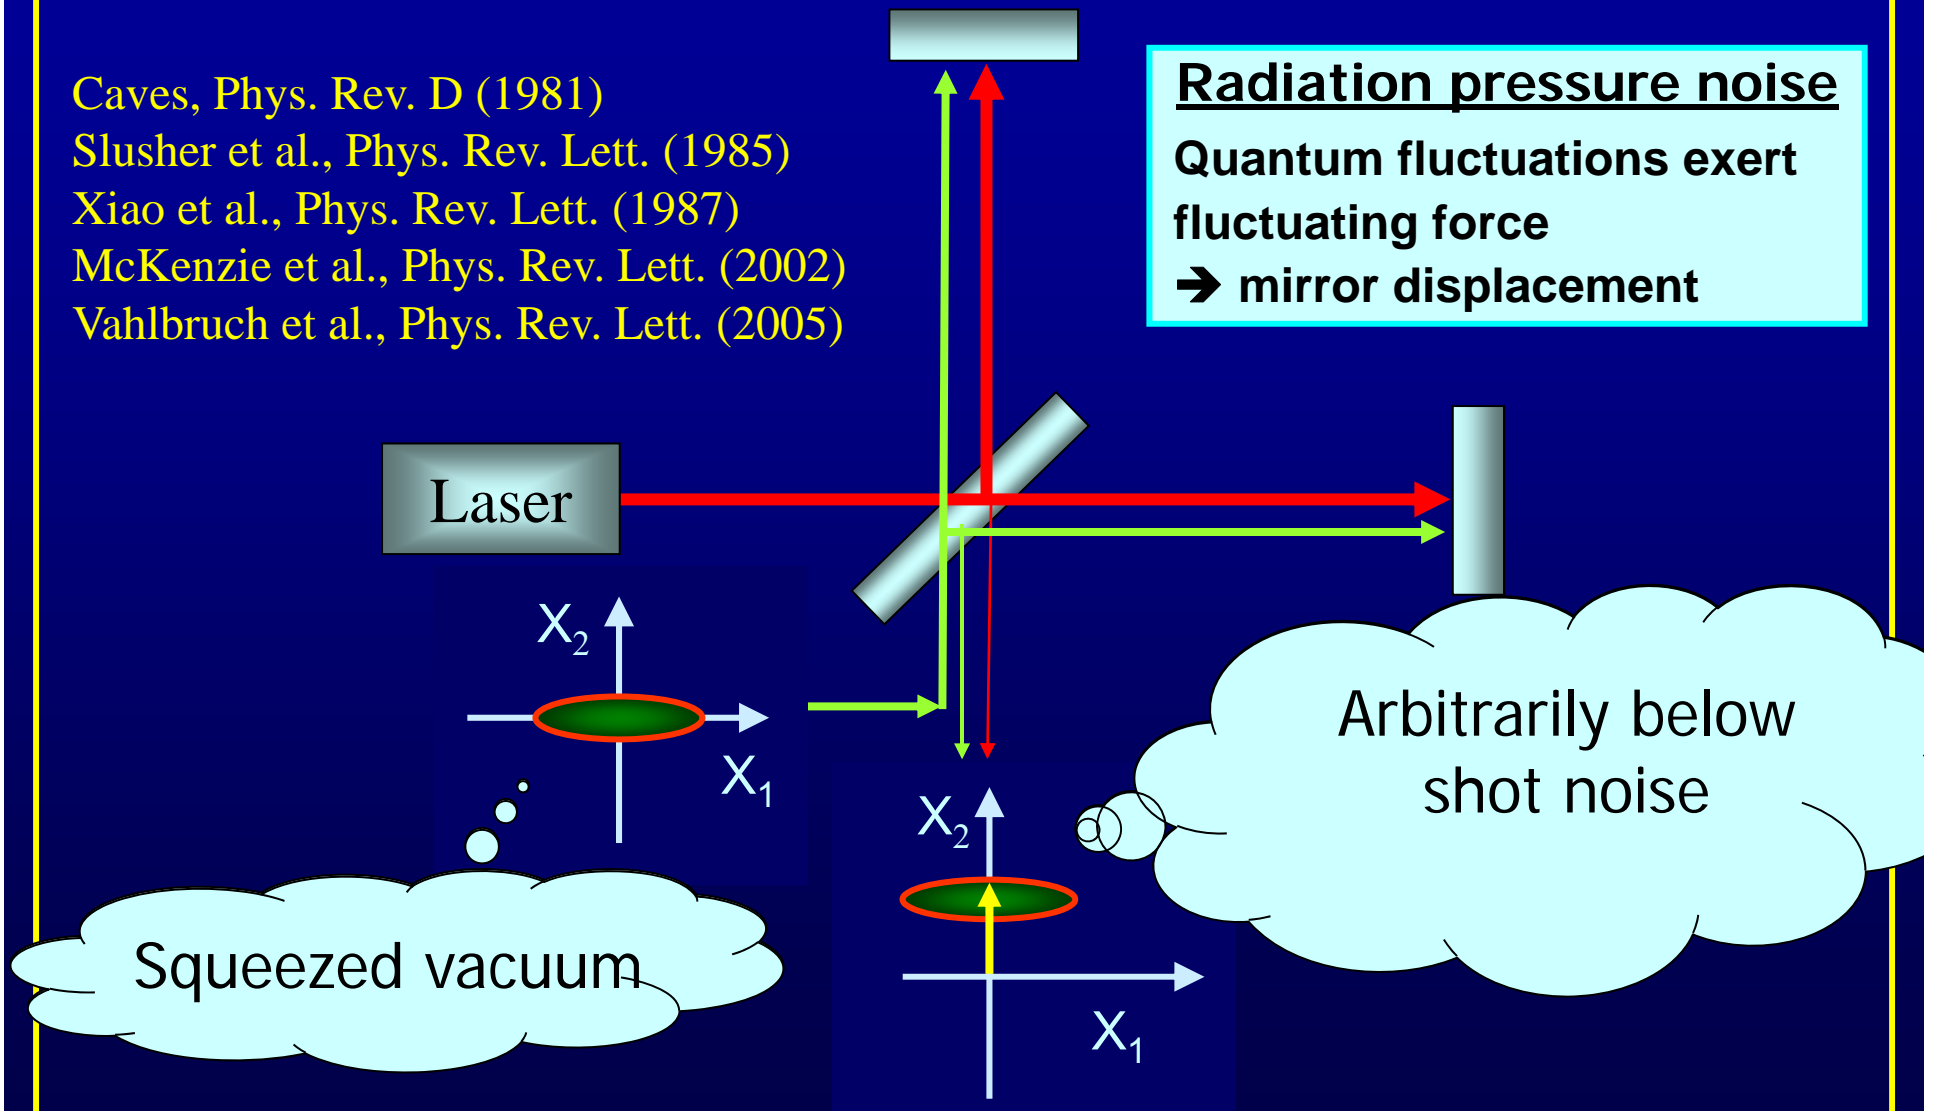 Caves, Phys. Rev. D (1981)
Slusher et al., Phys. Rev. Lett. (1985)
Xiao et al., Phys. Rev. Lett. (1987)
McKenzie et al., Phys. Rev. Lett. (2002)
Vahlbruch et al., Phys. Rev. Lett. (2005)
Radiation pressure noise
Quantum fluctuations exert
fluctuating force
➔ mirror displacement
Laser
X₂
X₁
Squeezed vacuum
X₂
X₁
Arbitrarily below
shot noise